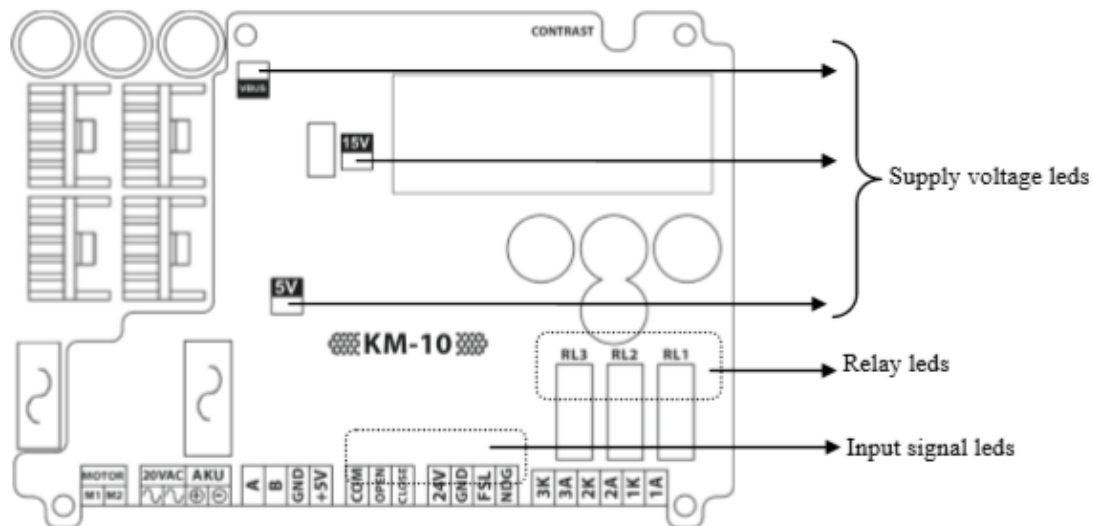 CONTRAST
VBUS
15V
Supply voltage leds
5V
KM-10
RL3 RL2 RL1
Relay leds
Input signal leds
MOTOR 20VAC AKU A B GND +5V COM OPEN CLOSE 24V GND FSL NDG 3K 3A 2K 2A 1K 1A
M1 M2